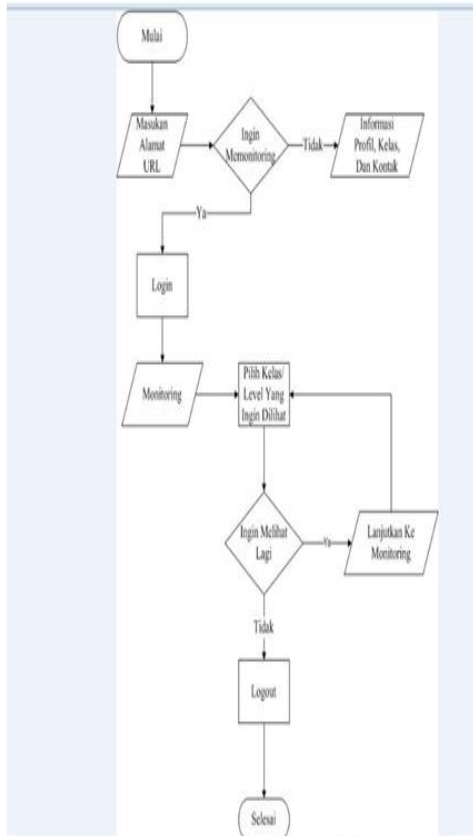 Mulai
Masukan
Alamat
URL
Ingin
Memonitoring
Tidak
Informasi
Profil, Kelas,
Dan Kontak
Ya
Login
Monitoring
Pilih Kelas/
Level Yang
Ingin Dilihat
Ingin Melihat
Lagi
Ya
Lanjutkan Ke
Monitoring
Tidak
Logout
Selesai